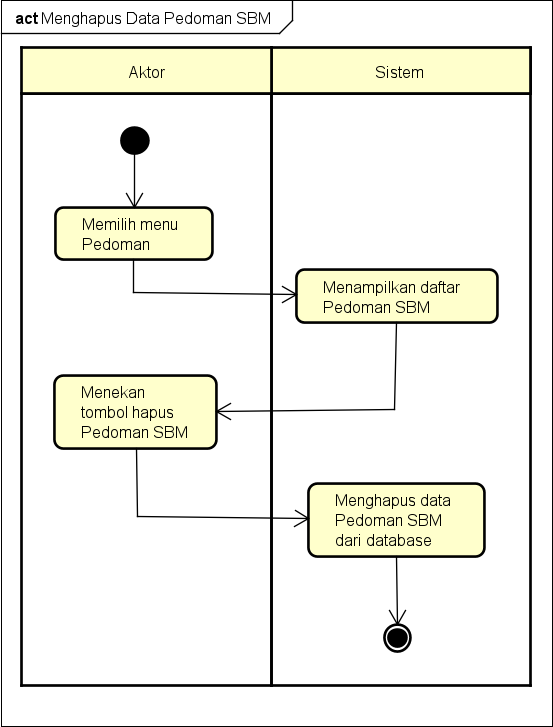 act Menghapus Data Pedoman SBM
Aktor
Sistem
Memilih menu
Pedoman
Menampilkan daftar
Pedoman SBM
Menekan
tombol hapus
Pedoman SBM
Menghapus data
Pedoman SBM
dari database